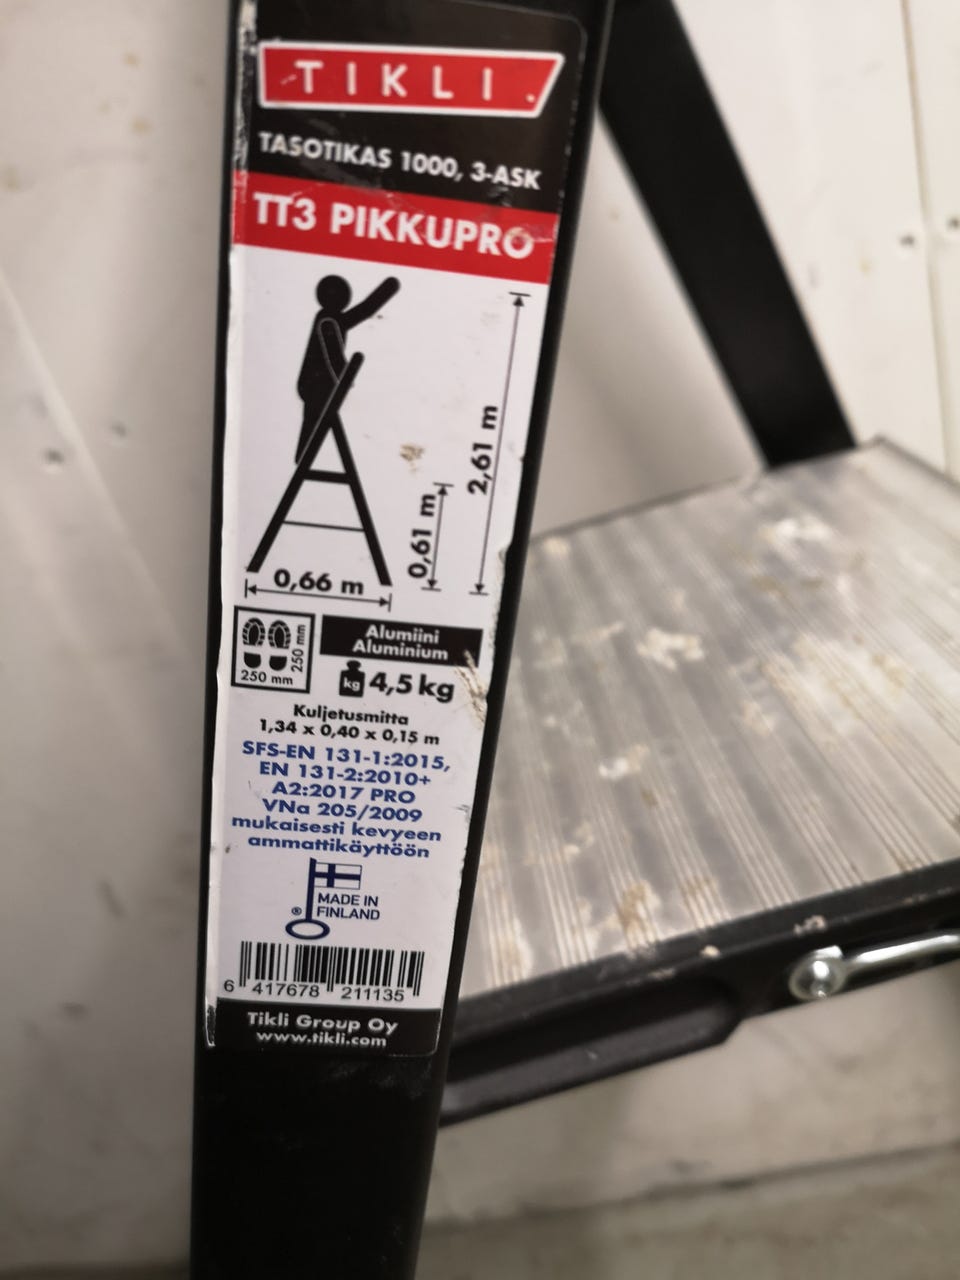 TIKLI
TASOTIKAS 1000, 3-ASK
TT3 PIKKUPRO
2,61 m
0,61 m
0,66 m
250 mm
250 mm
Alumiini
Aluminium
kg 4,5 kg
Kuljetusmitta
1,34 x 0,40 x 0,15 m
SFS-EN 131-1:2015,
EN 131-2:2010+
A2:2017 PRO
VNa 205/2009
mukaisesti kevyeen
ammattikäyttöön
® MADE IN
FINLAND
6 417678 211135
Tikli Group Oy
www.tikli.com